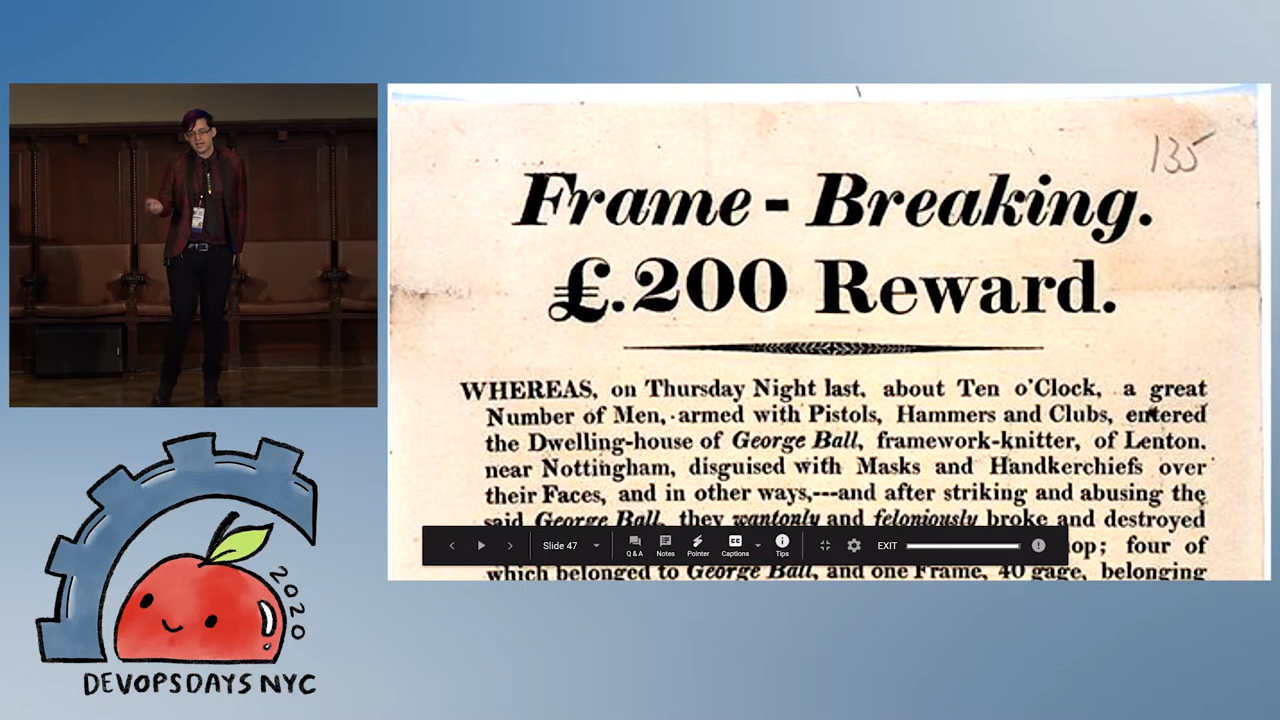 135
Frame - Breaking.
£.200 Reward.
WHEREAS, on Thursday Night last, about Ten o'Clock, a great
Number of Men, armed with Pistols, Hammers and Clubs, entered
the Dwelling-house of George Ball, framework-knitter, of Lenton,
near Nottingham, disguised with Masks and Handkerchiefs over
their Faces, and in other ways,---and after striking and abusing the
said George Ball, they wantonly and feloniously broke and destroyed
op; four of
which belonged to George Ball, and one Frame, 40 gage, belonging
Slide 47
Q & A
Notes
Pointer
CC
Captions
Tips
EXIT
2020
DEVOPSDAYS NYC